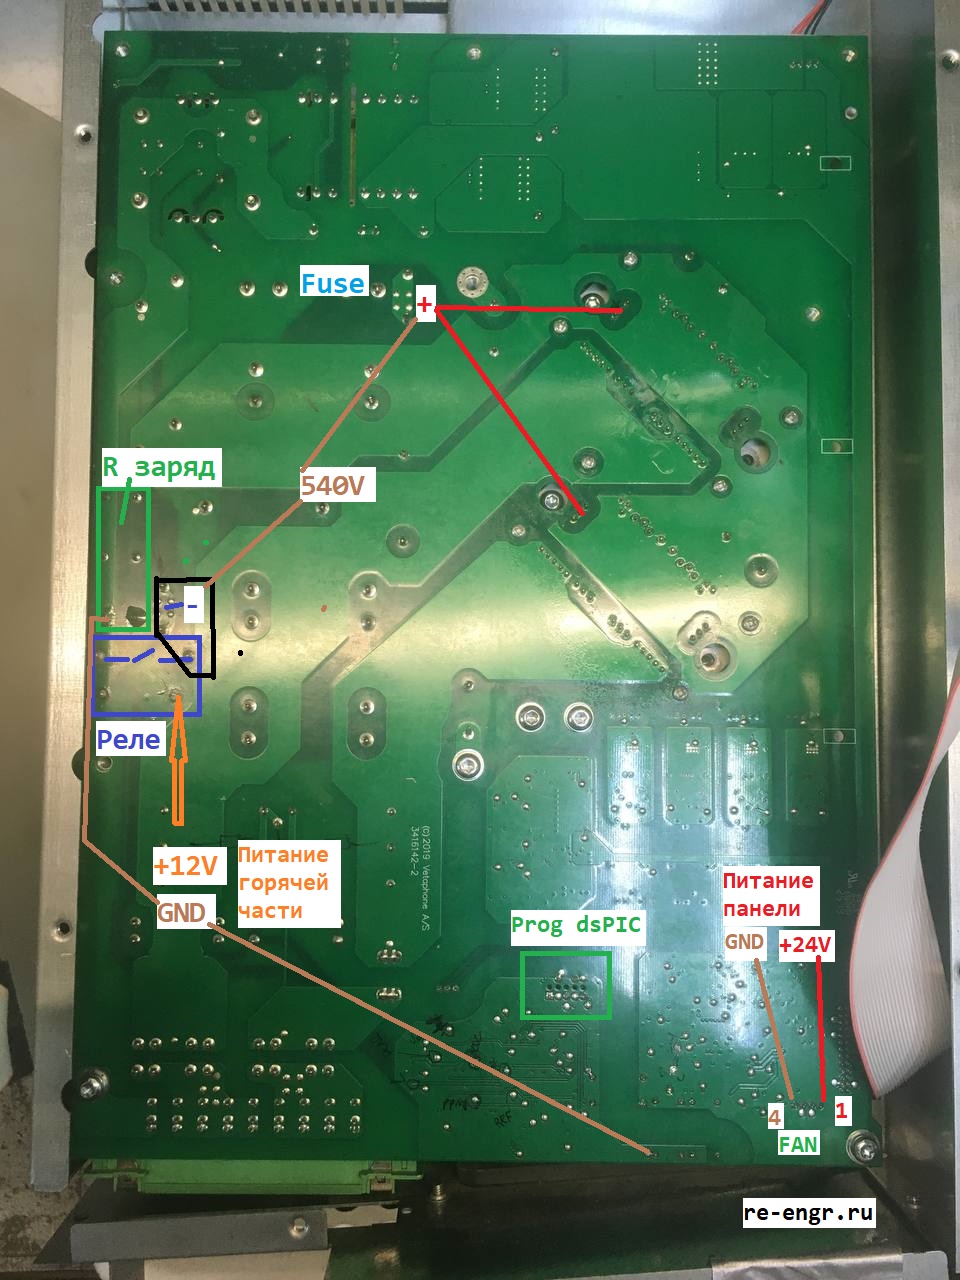 Fuse
+
R заряд
540V
-
Реле
+12V
Питание
горячей
части
GND
(c)2019 Vetaphone A/S
3416142-2
Prog dsPIC
Питание
панели
GND
+24V
4
1
FAN
REF
re-engr.ru